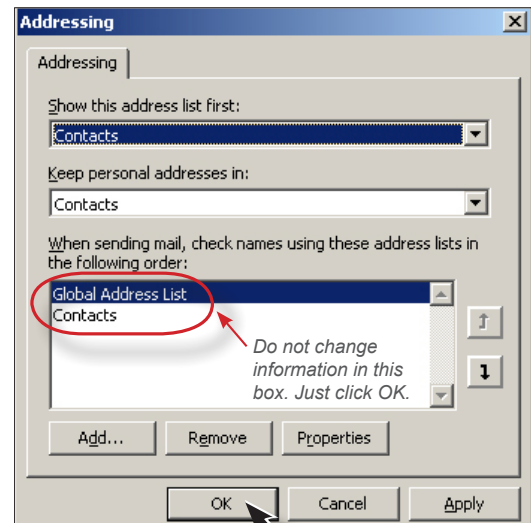 Addressing
Addressing
Show this address list first:
Contacts
Keep personal addresses in:
Contacts
When sending mail, check names using these address lists in
the following order:
Global Address List
Contacts
Do not change
information in this
box. Just click OK.
Add... Remove Properties
OK Cancel Apply